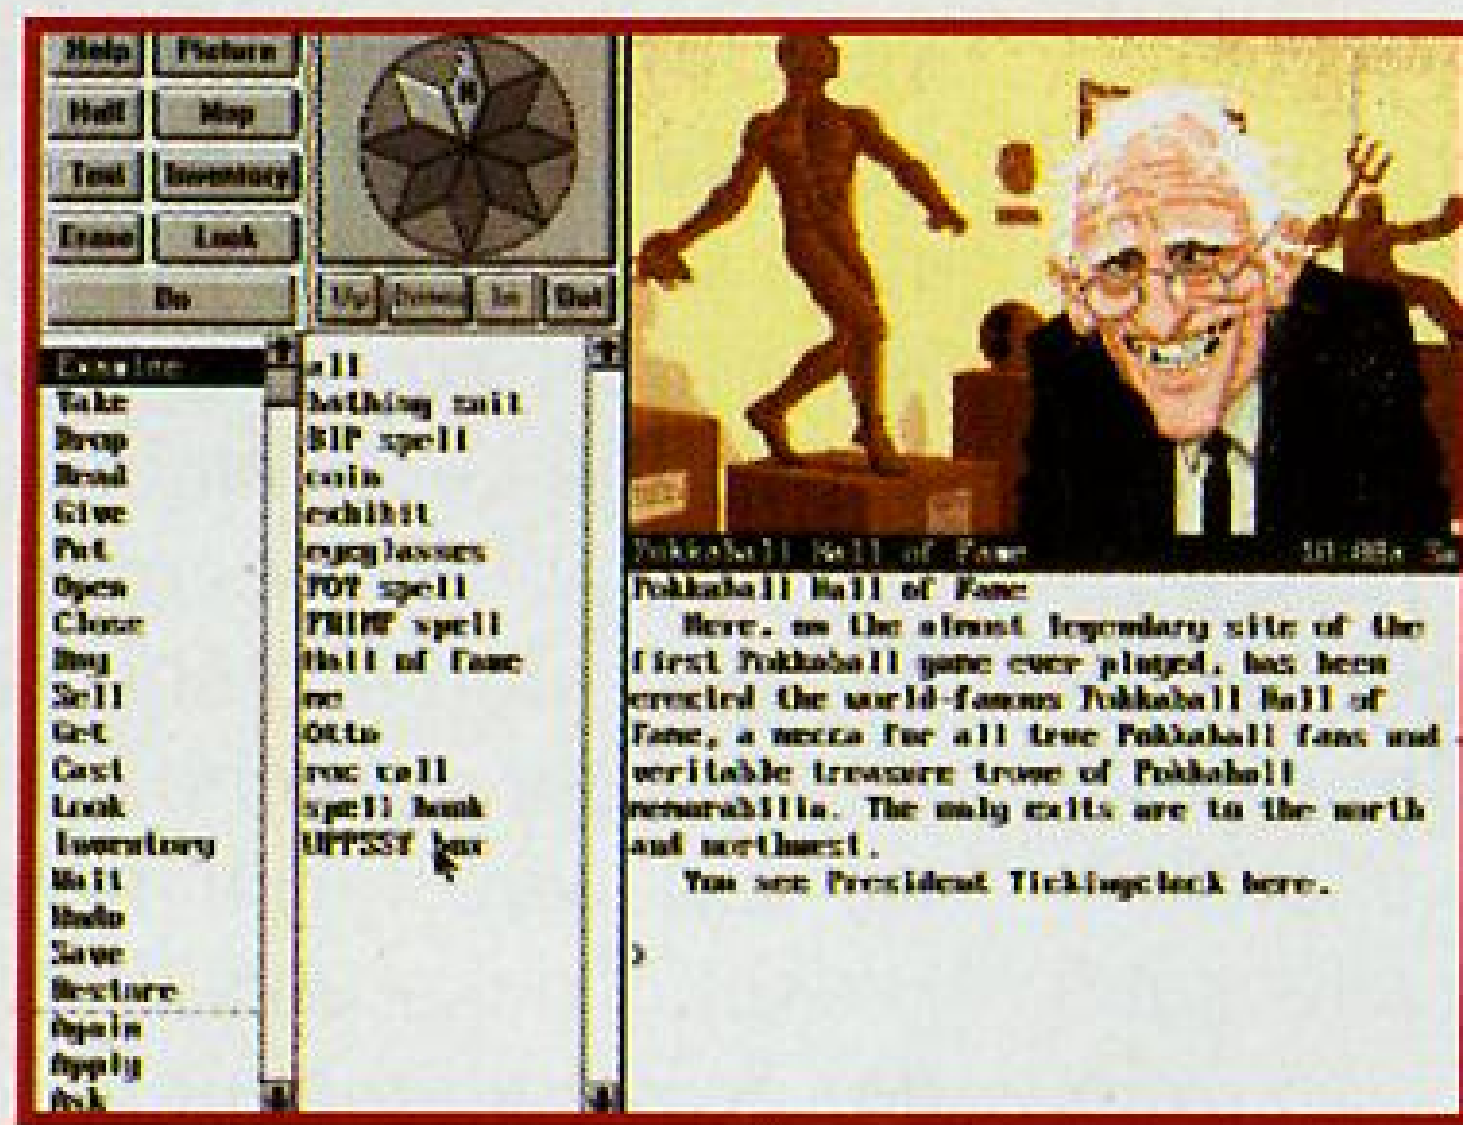 Help Picture
Half Map
Text Inventory
Erase Look
Do
N
Up Down In Out
Examine
Take
Drop
Read
Give
Put
Open
Close
Buy
Sell
Get
Cast
Look
Inventory
Wait
Undo
Save
Restore
Again
Apply
Ask
all
bathing suit
BIP spell
coin
exhibit
eyeglasses
FOY spell
FRIMP spell
Hall of Fame
me
Otto
roc call
spell book
UPPSSY box
Pokkaball Hall of Fame
Pokkaball Hall of Fame
Here, on the almost legendary site of the
first Pokkaball game ever played, has been
erected the world-famous Pokkaball Hall of
Fame, a mecca for all true Pokkaball fans and
veritable treasure trove of Pokkaball
memorabilia. The only exits are to the north
and northwest.
You see President Tickingclock here.
>